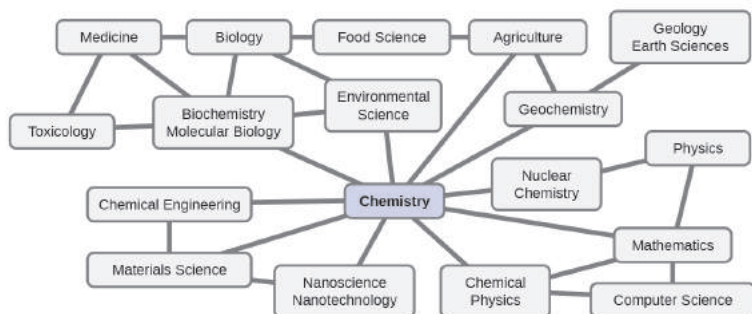 Medicine
Biology
Food Science
Agriculture
Geology
Earth Sciences
Toxicology
Biochemistry
Molecular Biology
Environmental
Science
Geochemistry
Physics
Nuclear
Chemistry
Chemical Engineering
Chemistry
Mathematics
Materials Science
Nanoscience
Nanotechnology
Chemical
Physics
Computer Science